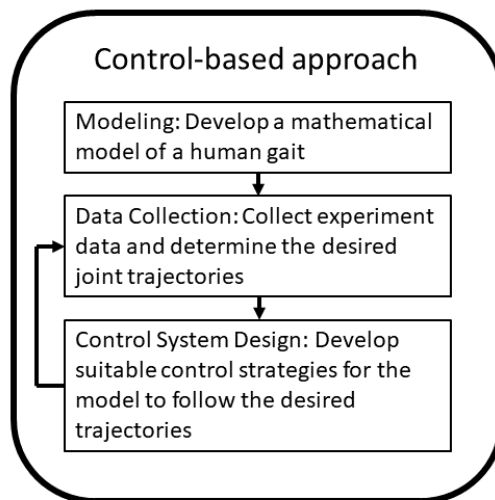 Control-based approach
Modeling: Develop a mathematical
model of a human gait
Data Collection: Collect experiment
data and determine the desired
joint trajectories
Control System Design: Develop
suitable control strategies for the
model to follow the desired
trajectories